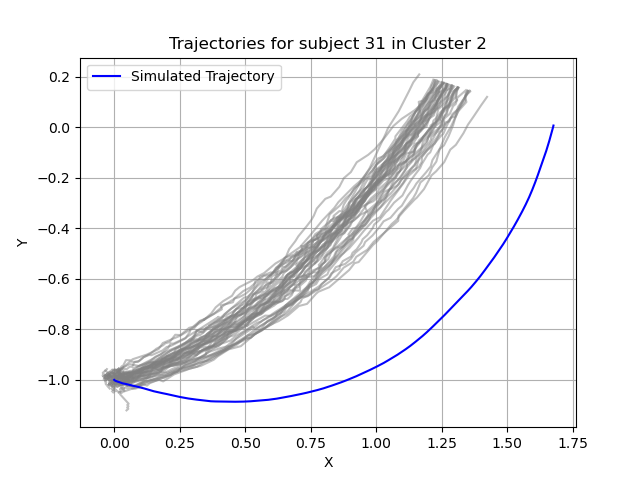 Trajectories for subject 31 in Cluster 2
Simulated Trajectory
0.2
0.0
−0.2
−0.4
−0.6
−0.8
−1.0
Y
0.00 0.25 0.50 0.75 1.00 1.25 1.50 1.75
X